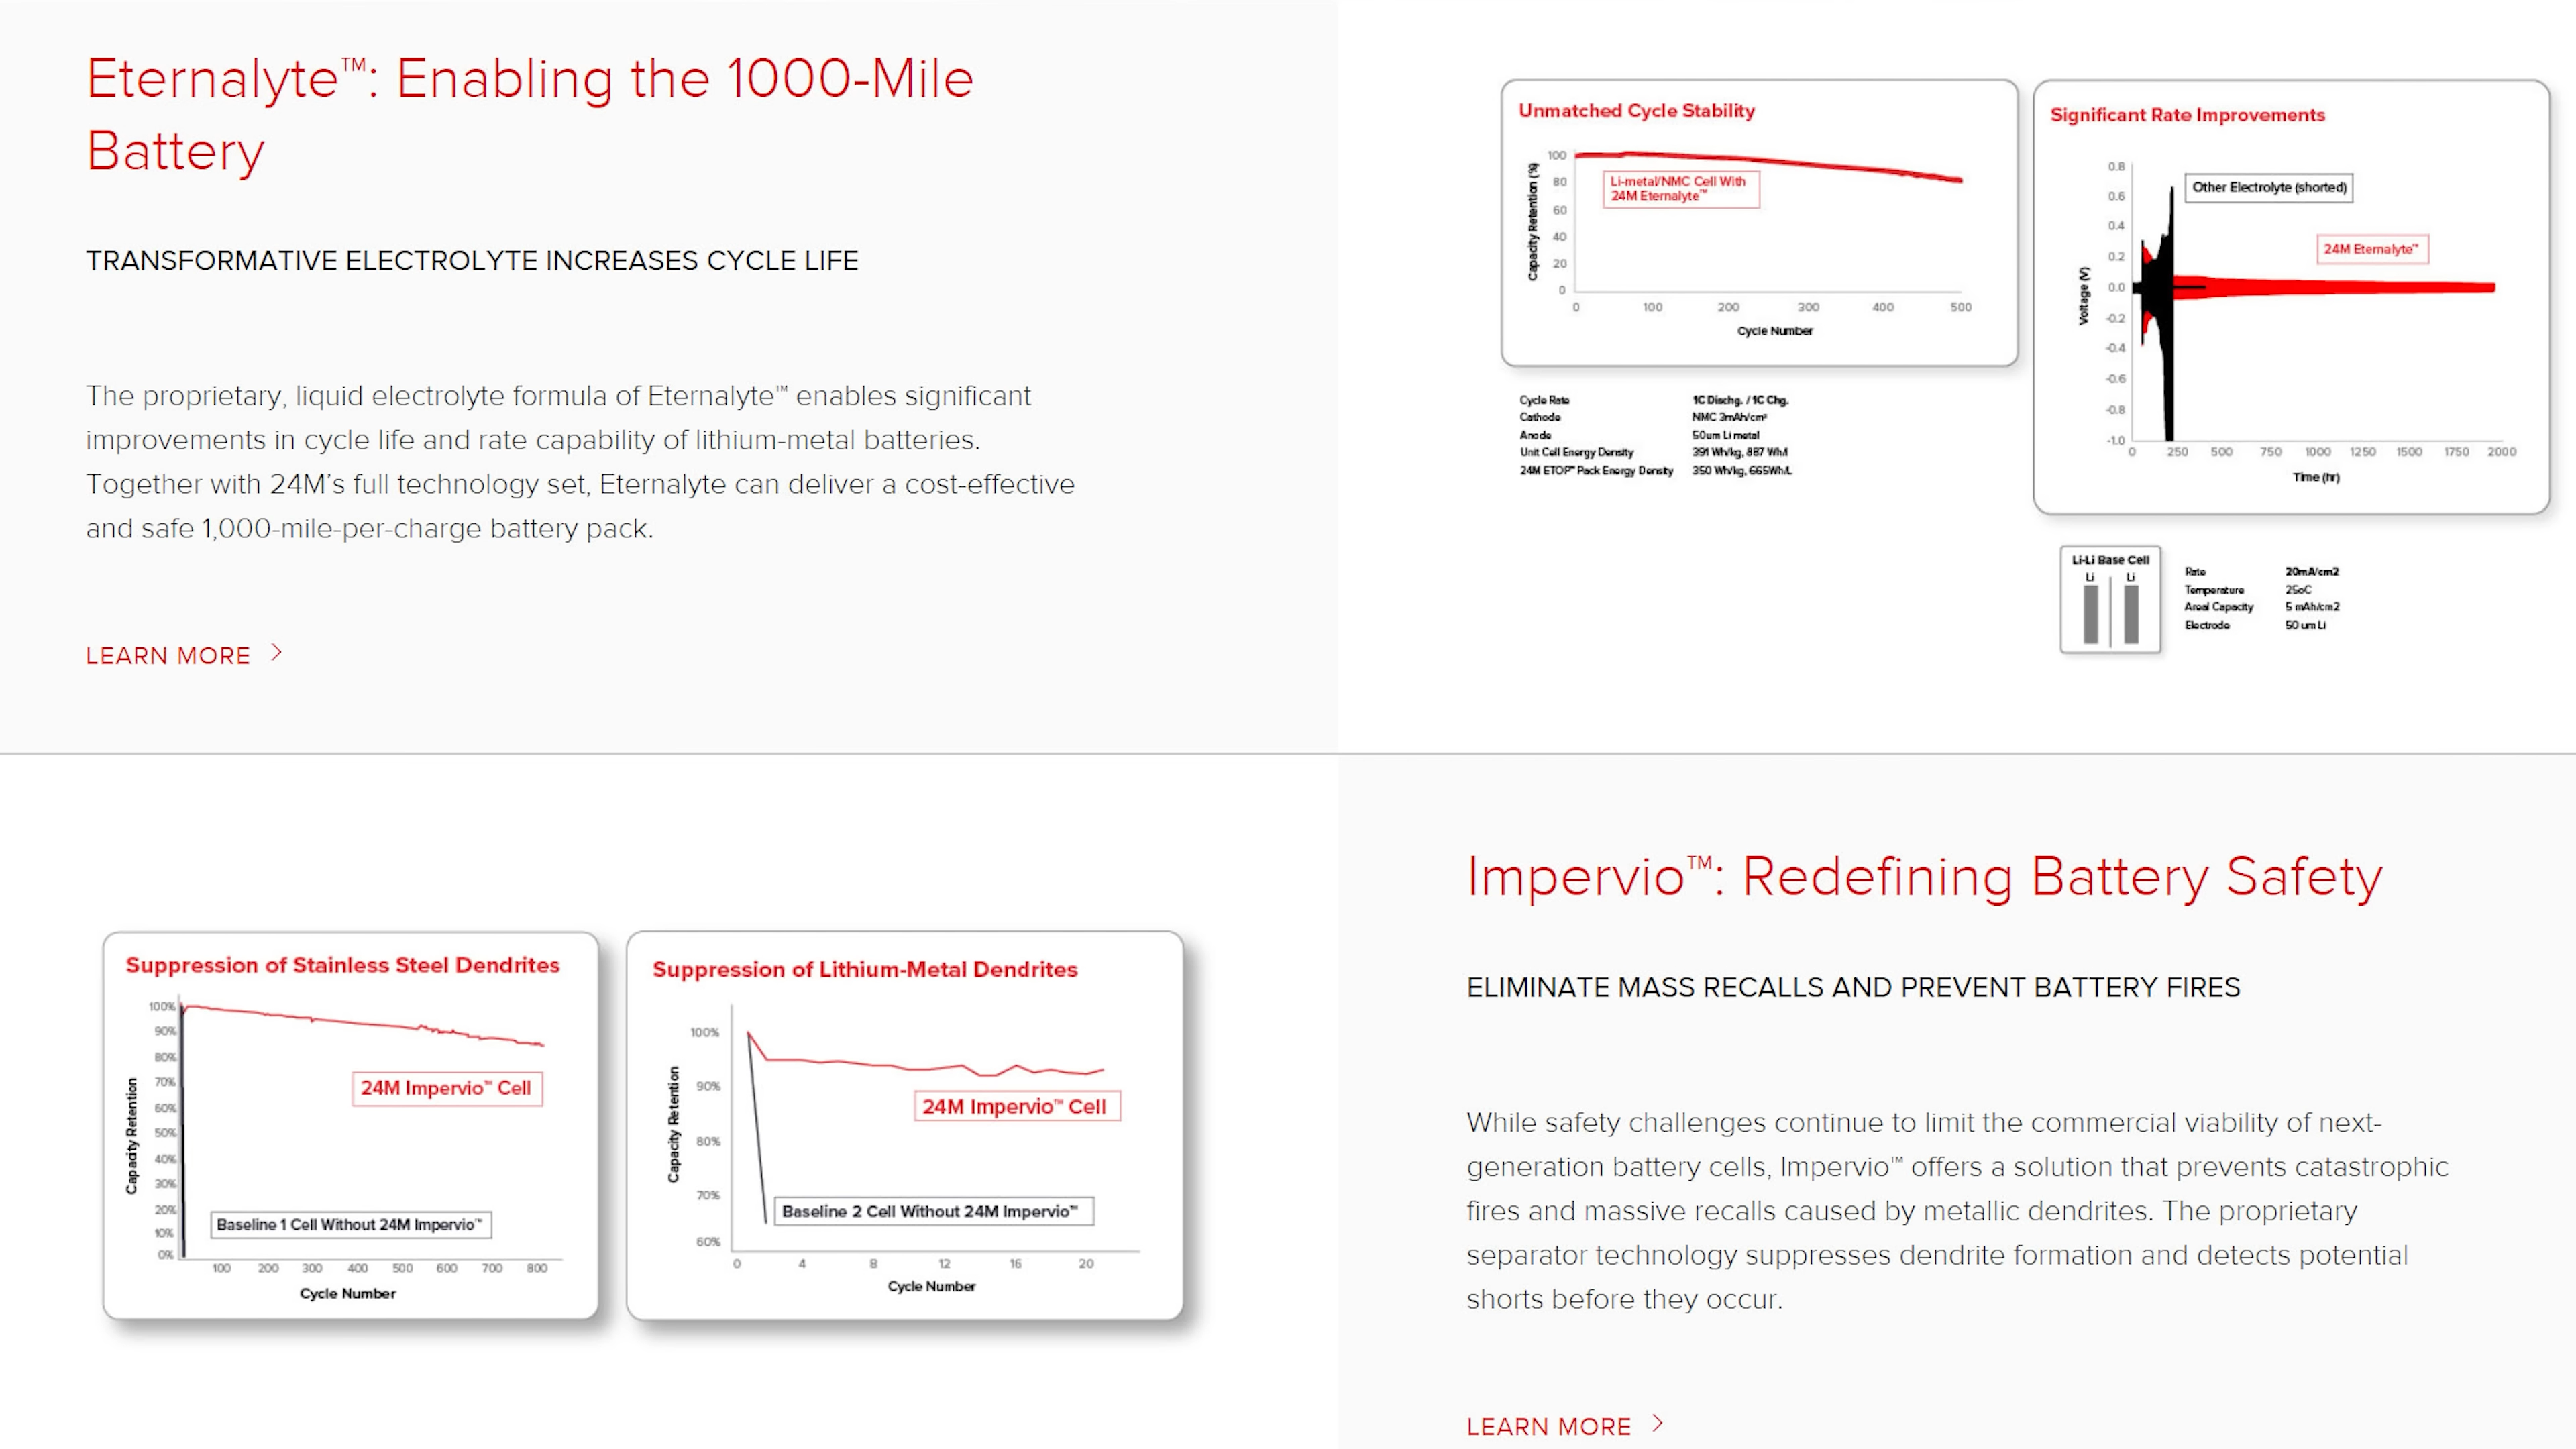 Eternalyte™: Enabling the 1000-Mile
Battery
TRANSFORMATIVE ELECTROLYTE INCREASES CYCLE LIFE
The proprietary, liquid electrolyte formula of Eternalyte™ enables significant
improvements in cycle life and rate capability of lithium-metal batteries.
Together with 24M's full technology set, Eternalyte can deliver a cost-effective
and safe 1,000-mile-per-charge battery pack.
LEARN MORE >
Unmatched Cycle Stability
Capacity Retention (%)
100
80
60
40
20
0
Li-metal/NMC Cell With
24M Eternalyte™
0 100 200 300 400 500
Cycle Number
Cycle Rate 1C Dischg. / 1C Chg.
Cathode NMC 3mAh/cm²
Anode 50um Li metal
Unit Cell Energy Density 391 Wh/kg, 887 Wh/l
24M ETOP™ Pack Energy Density 350 Wh/kg, 665Wh/L
Significant Rate Improvements
Voltage (V)
0.8
0.6
0.4
0.2
0.0
-0.2
-0.4
-0.6
-0.8
-1.0
Other Electrolyte (shorted)
24M Eternalyte™
0 250 500 750 1000 1250 1500 1750 2000
Time (hr)
Li-Li Base Cell
Li Li
Rate 20mA/cm2
Temperature 25oC
Areal Capacity 5 mAh/cm2
Electrode 50 um Li
Suppression of Stainless Steel Dendrites
Capacity Retention
100%
90%
80%
70%
60%
50%
40%
30%
20%
10%
0%
24M Impervio™ Cell
Baseline 1 Cell Without 24M Impervio™
100 200 300 400 500 600 700 800
Cycle Number
Suppression of Lithium-Metal Dendrites
Capacity Retention
100%
90%
80%
70%
60%
24M Impervio™ Cell
Baseline 2 Cell Without 24M Impervio™
0 4 8 12 16 20
Cycle Number
Impervio™: Redefining Battery Safety
ELIMINATE MASS RECALLS AND PREVENT BATTERY FIRES
While safety challenges continue to limit the commercial viability of next-
generation battery cells, Impervio™ offers a solution that prevents catastrophic
fires and massive recalls caused by metallic dendrites. The proprietary
separator technology suppresses dendrite formation and detects potential
shorts before they occur.
LEARN MORE >